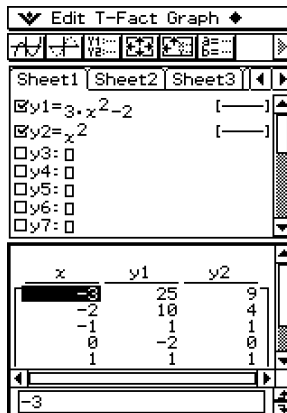 Edit T-Fact Graph
Sheet1 Sheet2 Sheet3
y1=3·x²-2 [—]
y2=x² [—]
y3:
y4:
y5:
y6:
y7:
x y1 y2
-3 25 9
-2 10 4
-1 1 1
0 -2 0
1 1 1
-3